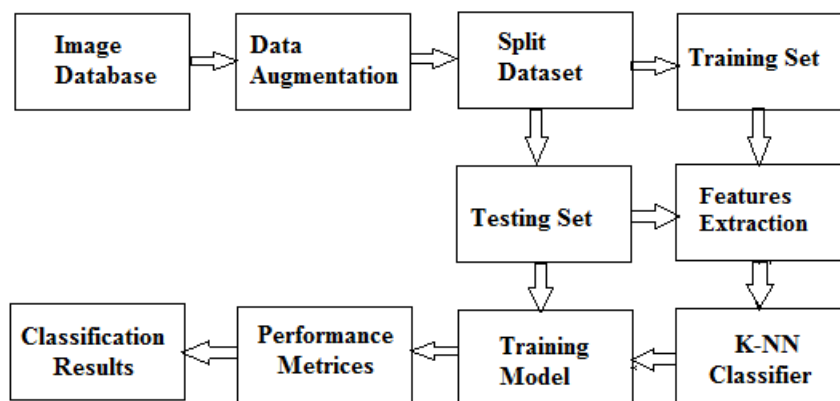 Image
Database
Data
Augmentation
Split
Dataset
Training Set
Testing Set
Features
Extraction
Classification
Results
Performance
Metrices
Training
Model
K-NN
Classifier